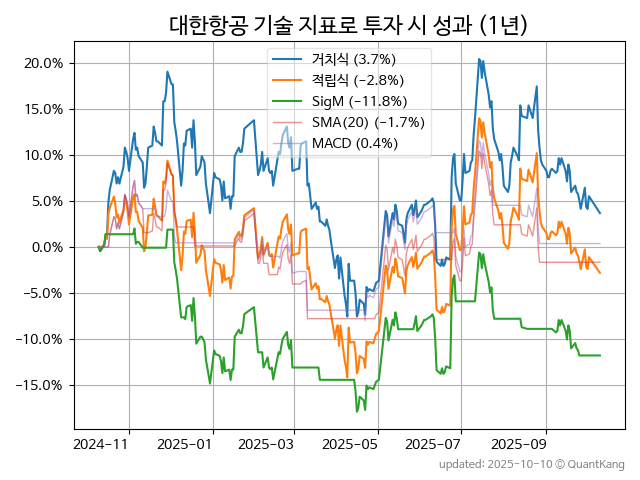 대한항공 기술 지표로 투자 시 성과 (1년)
거치식 (3.7%)
적립식 (−2.8%)
SigM (−11.8%)
SMA(20) (−1.7%)
MACD (0.4%)
20.0%
15.0%
10.0%
5.0%
0.0%
−5.0%
−10.0%
−15.0%
2024-11 2025-01 2025-03 2025-05 2025-07 2025-09
updated: 2025-10-10 © QuantKang